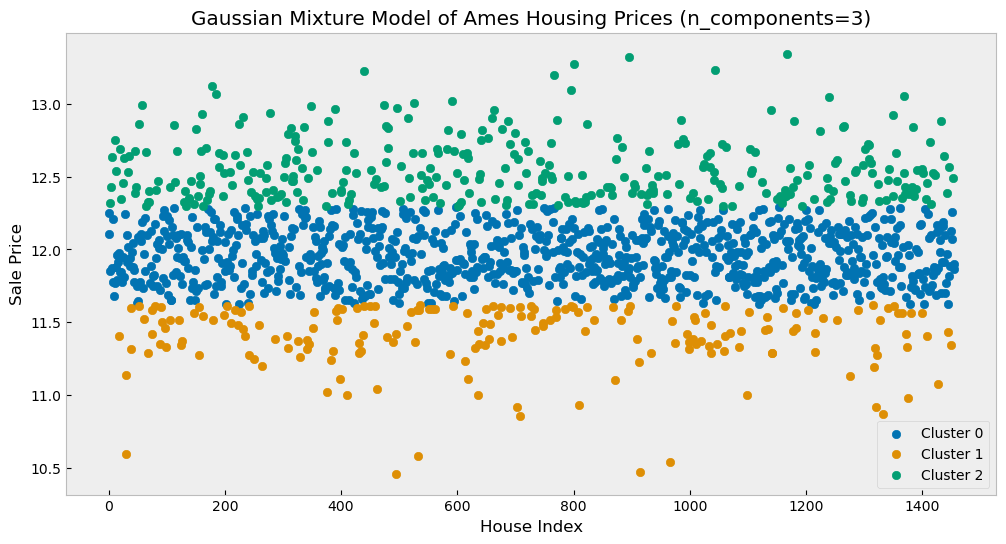 Gaussian Mixture Model of Ames Housing Prices (n_components=3)
Sale Price
13.0
12.5
12.0
11.5
11.0
10.5
0
200
400
600
800
1000
1200
1400
House Index
Cluster 0
Cluster 1
Cluster 2